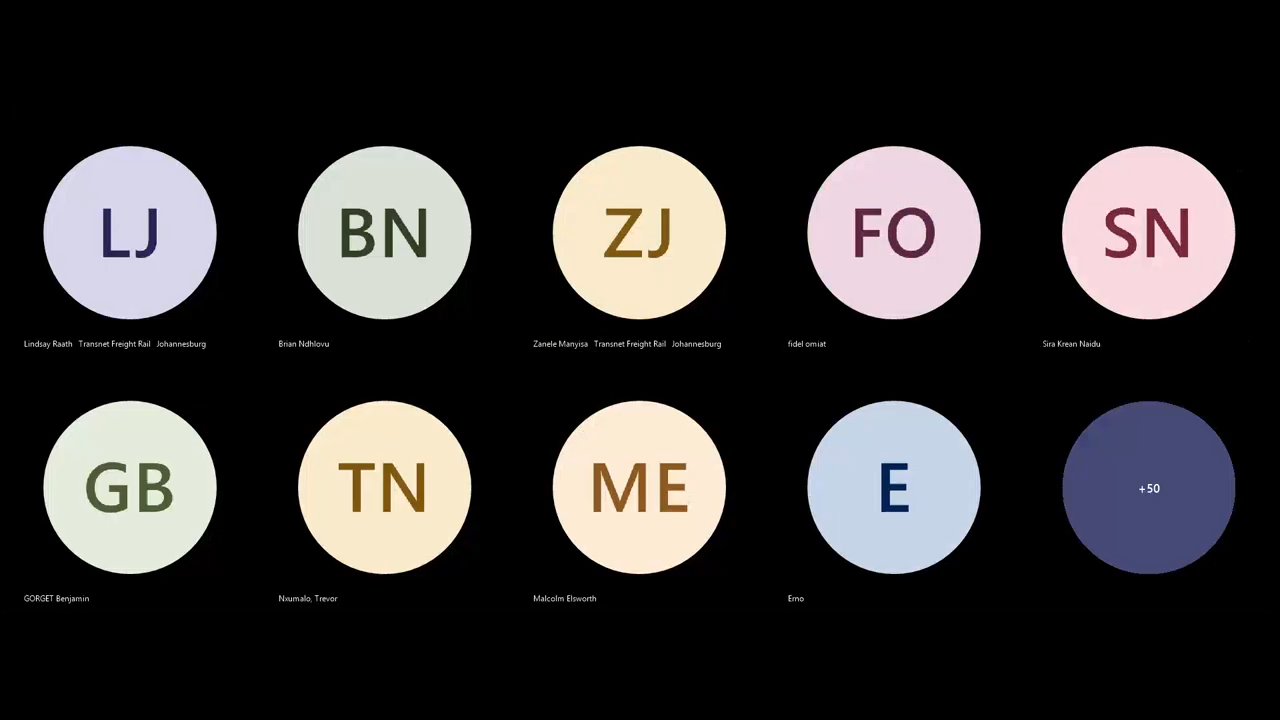 LJ
BN
ZJ
FO
SN
Lindsay Raath Transnet Freight Rail Johannesburg
Brian Ndhlovu
Zanele Manyisa Transnet Freight Rail Johannesburg
fidel omiat
Sira Krean Naidu
GB
TN
ME
E
+50
GORGET Benjamin
Nxumalo, Trevor
Malcolm Elsworth
Erno